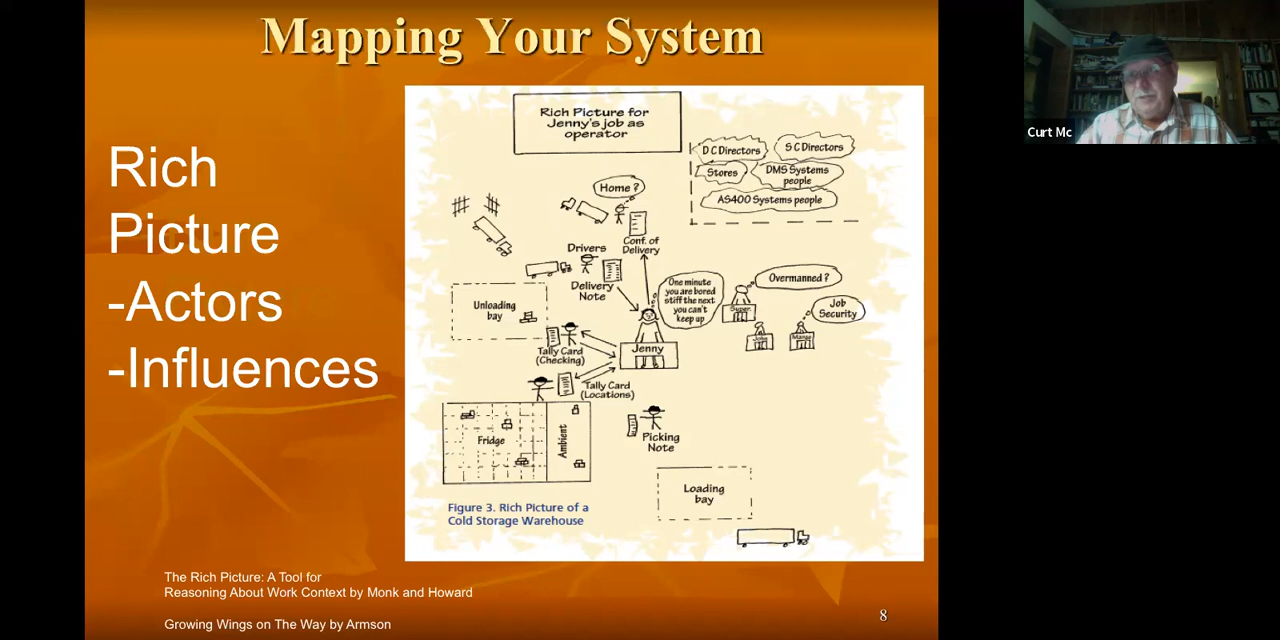 Mapping Your System
Rich
Picture
-Actors
-Influences
Rich Picture for
Jenny's job as
operator
D C Directors
S C Directors
Stores
DMS Systems
people
AS400 Systems people
Home ?
Conf. of
Delivery
Drivers
Delivery
Note
Unloading
bay
One minute
you are bored
stiff the next
you can't
keep up
Overmanned ?
Super
Job
Security
Jenny
Tally Card
(Checking)
Tally Card
(Locations)
Fridge
Ambient
Picking
Note
Loading
bay
Figure 3. Rich Picture of a
Cold Storage Warehouse
The Rich Picture: A Tool for
Reasoning About Work Context by Monk and Howard
Growing Wings on The Way by Armson
8
Curt Mc